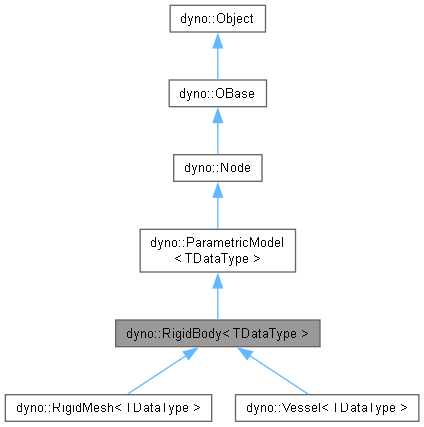 dyno::Object
dyno::OBase
dyno::Node
dyno::ParametricModel
< TDataType >
dyno::RigidBody< TDataType >
dyno::RigidMesh< TDataType >
dyno::Vessel< TDataType >